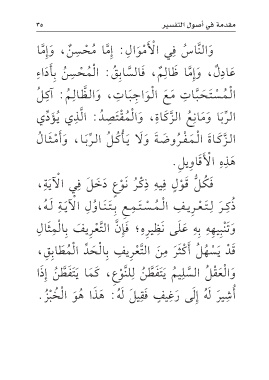 مقدمة في أصول التفسير ٣٥
وَالنَّاسُ فِي الْأَمْوَالِ: إِمَّا مُحْسِنٌ، وَإِمَّا
عَادِلٌ، وَإِمَّا ظَالِمٌ، فَالسَّابِقُ: الْمُحْسِنُ بِأَدَاءِ
الْمُسْتَحَبَّاتِ مَعَ الْوَاجِبَاتِ، وَالظَّالِمُ: آكِلُ
الرِّبَا وَمَانِعُ الزَّكَاةِ، وَالْمُقْتَصِدُ: الَّذِي يُؤَدِّي
الزَّكَاةَ الْمَفْرُوضَةَ وَلَا يَأْكُلُ الرِّبَا، وَأَمْثَالُ
هَذِهِ الْأَقَاوِيلِ.
فَكُلُّ قَوْلٍ فِيهِ ذِكْرُ نَوْعٍ دَخَلَ فِي الْآيَةِ،
ذُكِرَ لِتَعْرِيفِ الْمُسْتَمِعِ بِتَنَاوُلِ الْآيَةِ لَهُ،
وَتَنْبِيهِهِ بِهِ عَلَى نَظِيرِهِ؛ فَإِنَّ التَّعْرِيفَ بِالْمِثَالِ
قَدْ يَسْهُلُ أَكْثَرَ مِنَ التَّعْرِيفِ بِالْحَدِّ الْمُطَابِقِ،
وَالْعَقْلُ السَّلِيمُ يَتَفَطَّنُ لِلنَّوْعِ، كَمَا يَتَفَطَّنُ إِذَا
أُشِيرَ لَهُ إِلَى رَغِيفٍ فَقِيلَ لَهُ: هَذَا هُوَ الْخُبْزُ.